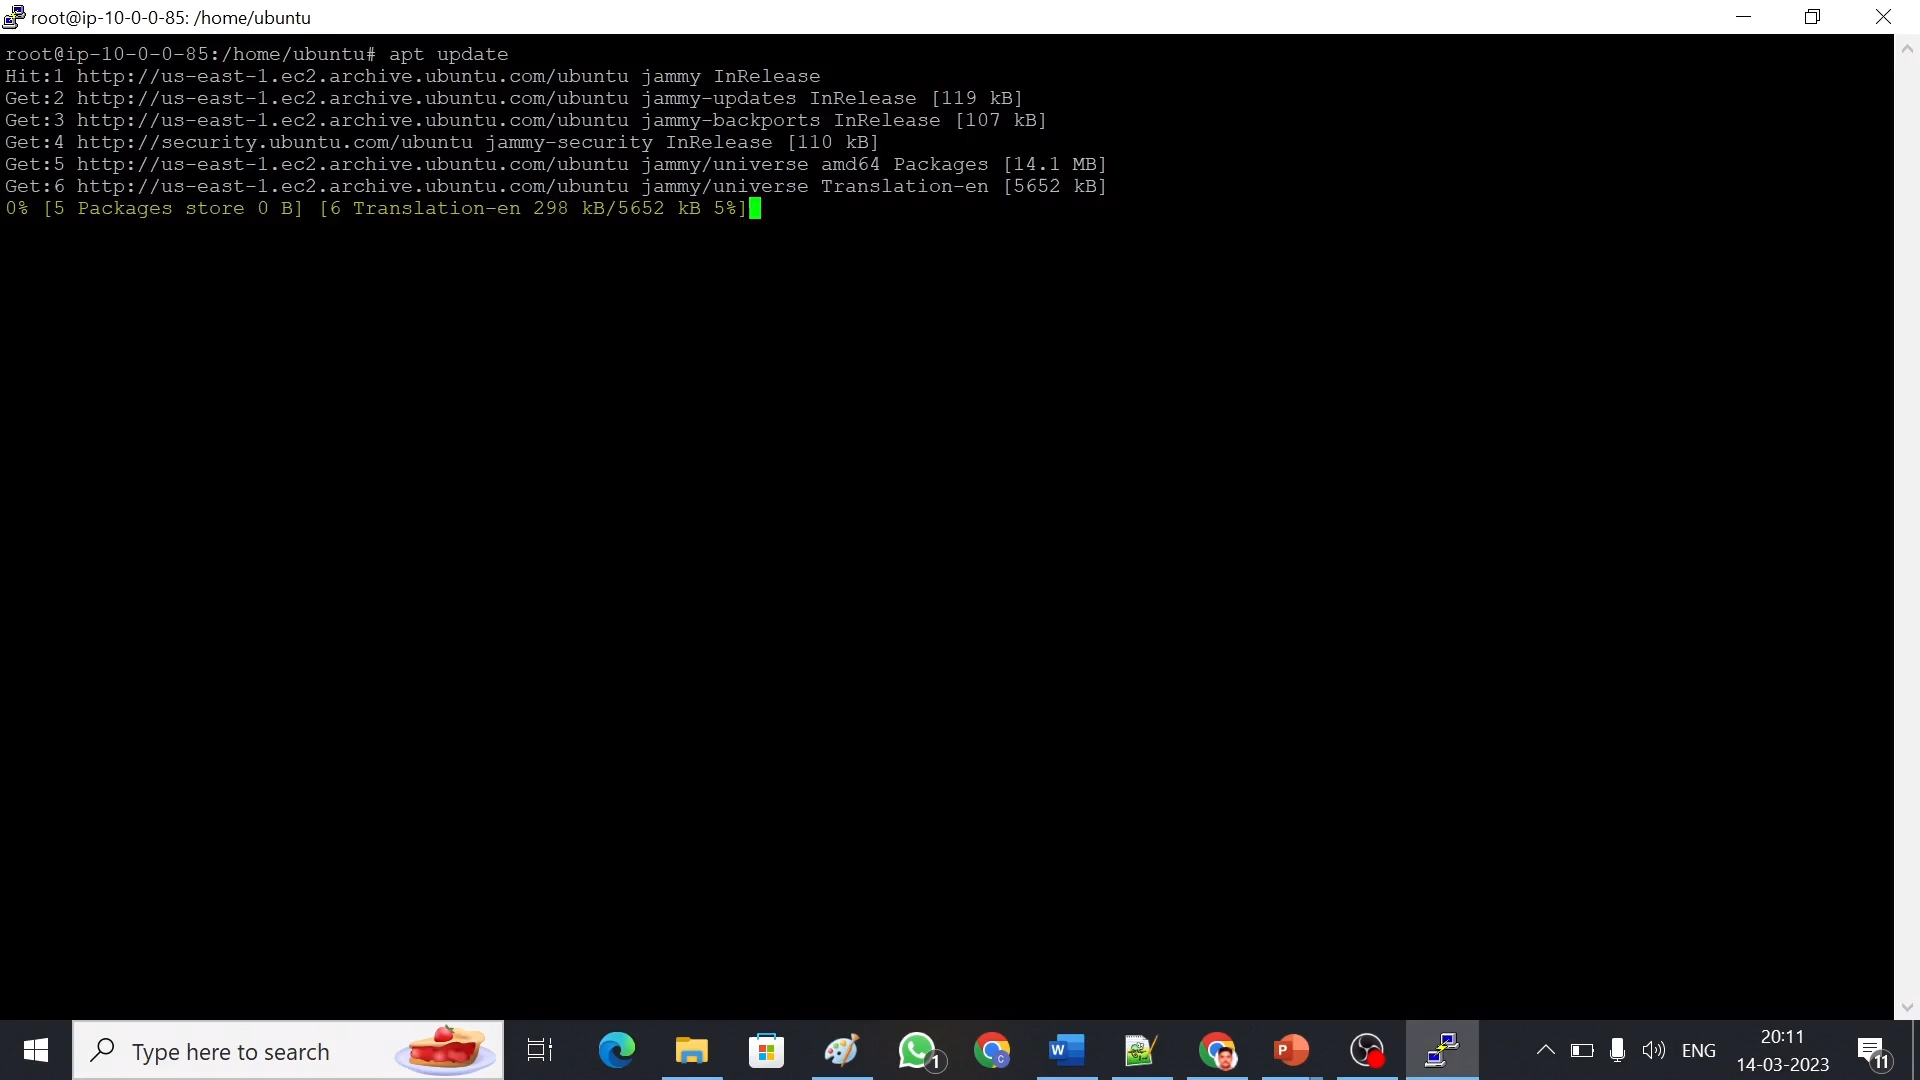 root@ip-10-0-0-85: /home/ubuntu
root@ip-10-0-0-85:/home/ubuntu# apt update
Hit:1 http://us-east-1.ec2.archive.ubuntu.com/ubuntu jammy InRelease
Get:2 http://us-east-1.ec2.archive.ubuntu.com/ubuntu jammy-updates InRelease [119 kB]
Get:3 http://us-east-1.ec2.archive.ubuntu.com/ubuntu jammy-backports InRelease [107 kB]
Get:4 http://security.ubuntu.com/ubuntu jammy-security InRelease [110 kB]
Get:5 http://us-east-1.ec2.archive.ubuntu.com/ubuntu jammy/universe amd64 Packages [14.1 MB]
Get:6 http://us-east-1.ec2.archive.ubuntu.com/ubuntu jammy/universe Translation-en [5652 kB]
0% [5 Packages store 0 B] [6 Translation-en 298 kB/5652 kB 5%]
Type here to search
1
C
W
P
ENG
20:11
14-03-2023
11